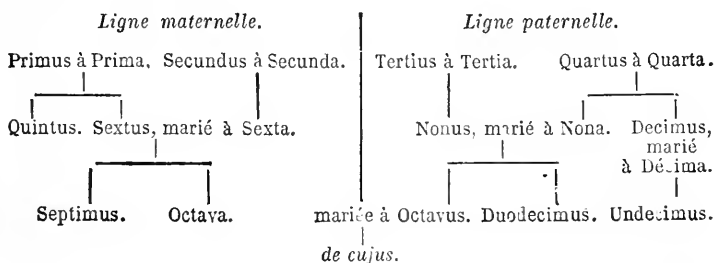 Ligne maternelle. Ligne paternelle.
Primus à Prima. Secundus à Secunda. Tertius à Tertia. Quartus à Quarta.
Quintus. Sextus, marié à Sexta. Nonus, marié à Nona. Decimus,
marié
à Décima.
Septimus. Octava. mariée à Octavus. Duodecimus. Undecimus.
de cujus.